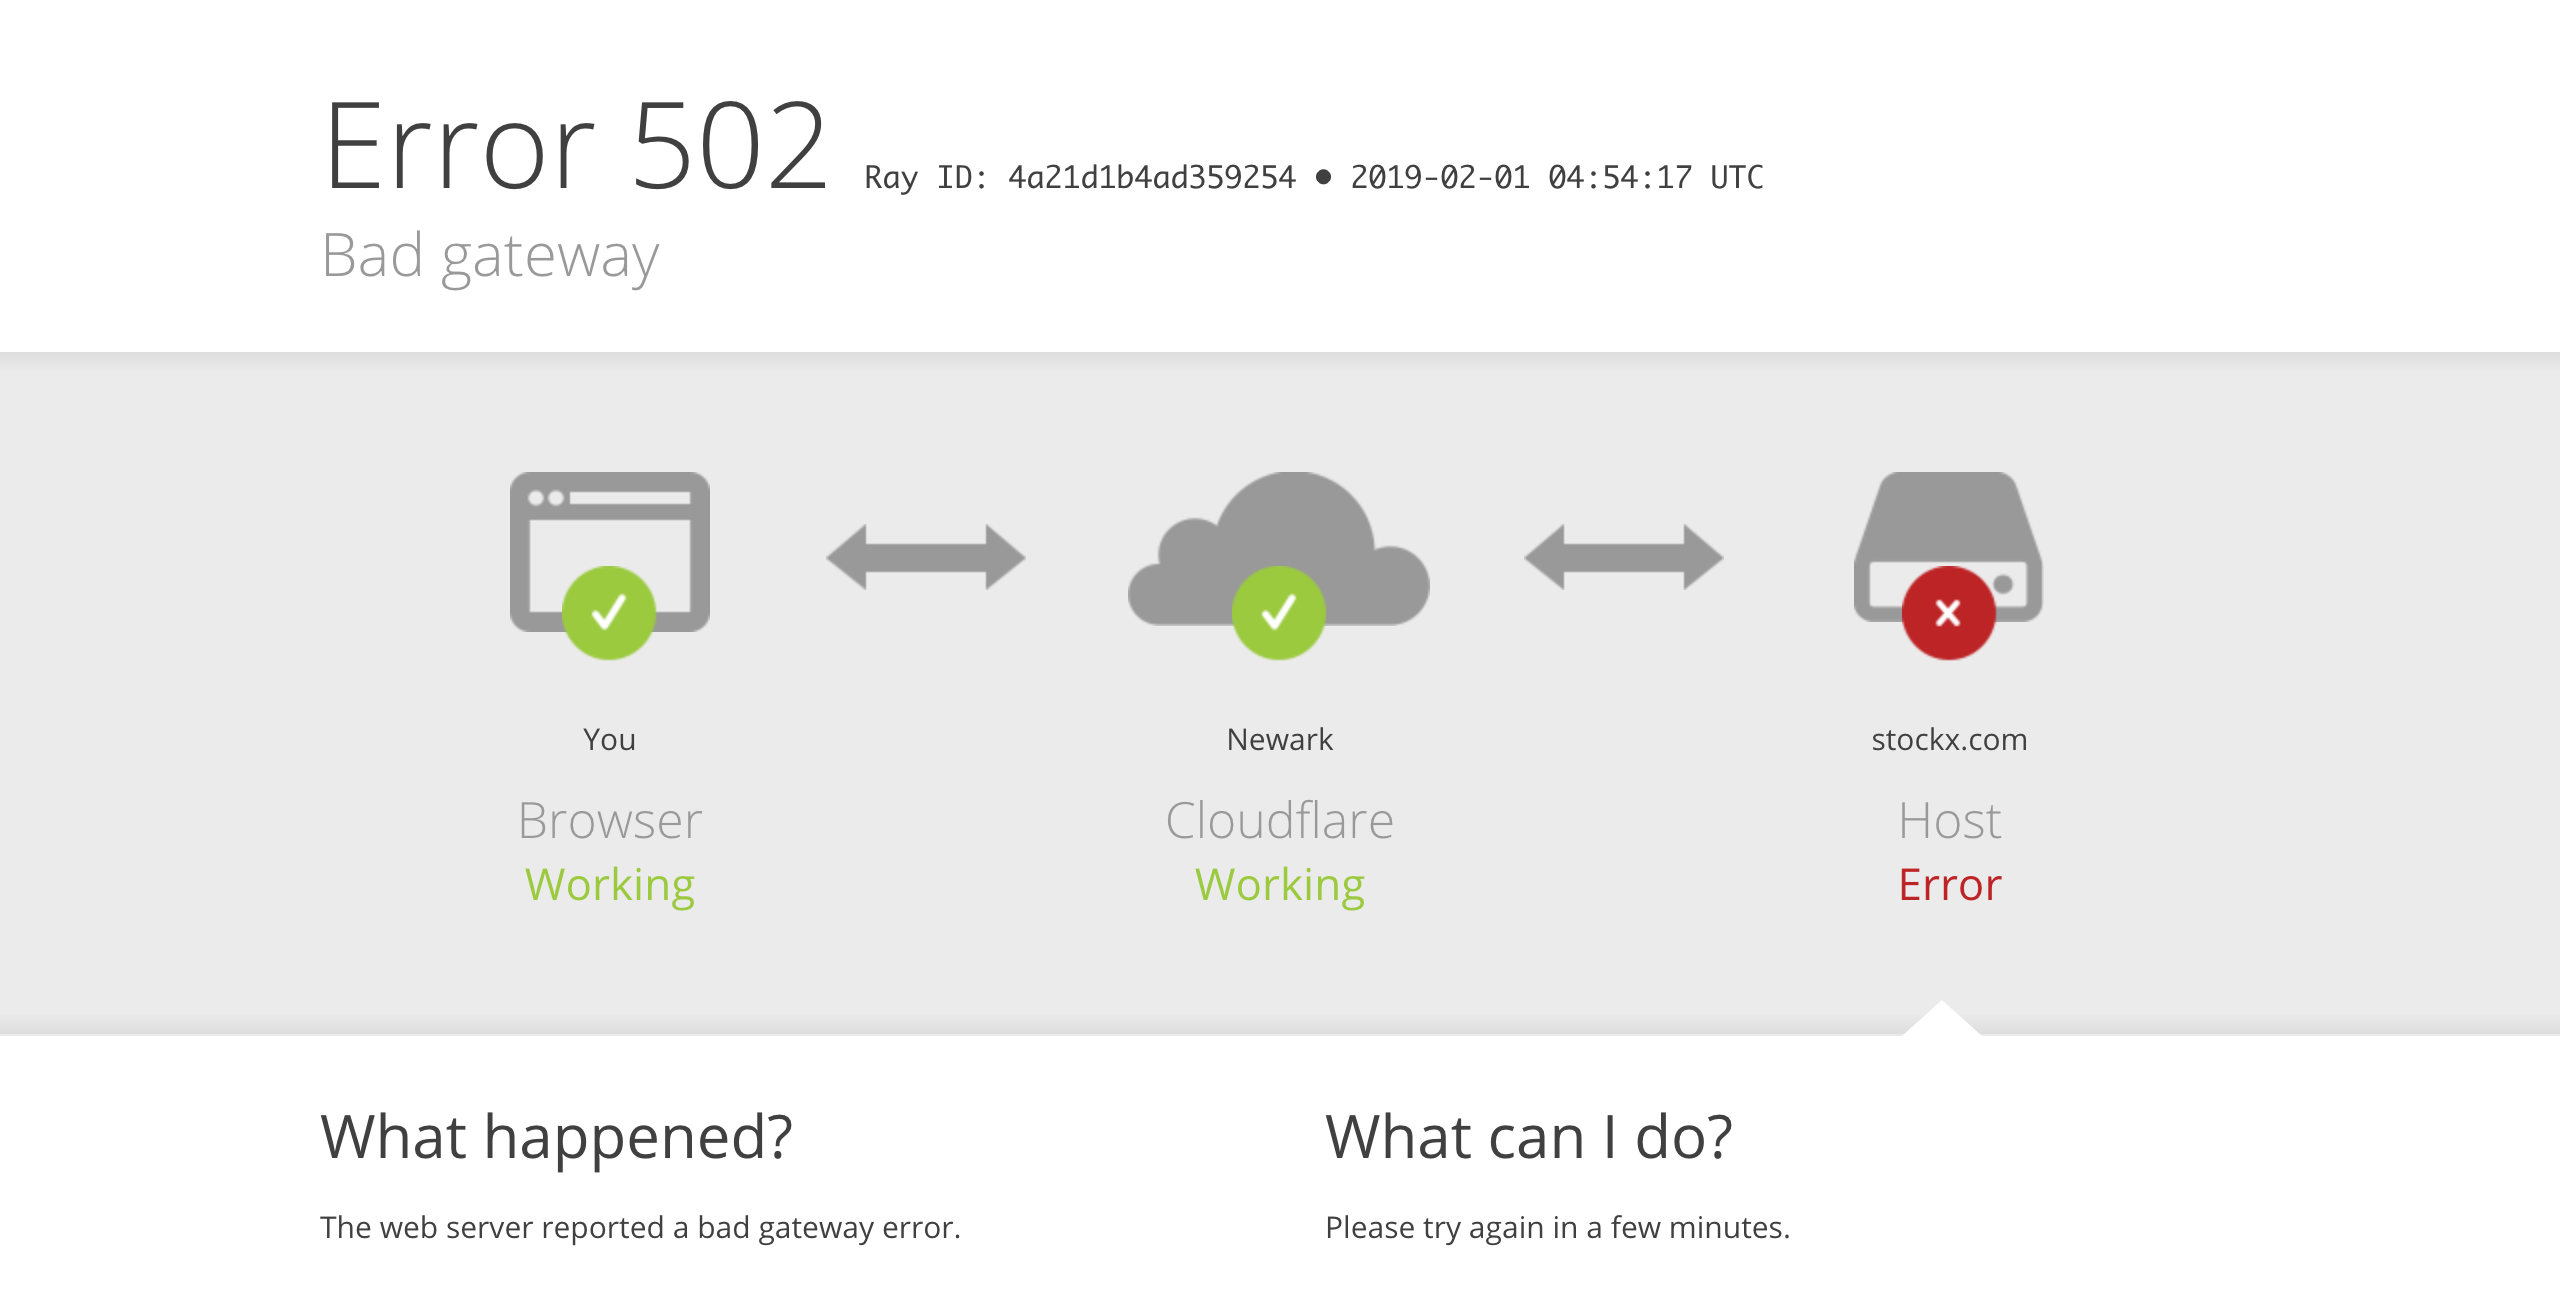 Error 502 Ray ID: 4a21d1b4ad359254 • 2019-02-01 04:54:17 UTC
Bad gateway
You
Browser
Working
Newark
Cloudflare
Working
stockx.com
Host
Error
What happened?
The web server reported a bad gateway error.
What can I do?
Please try again in a few minutes.